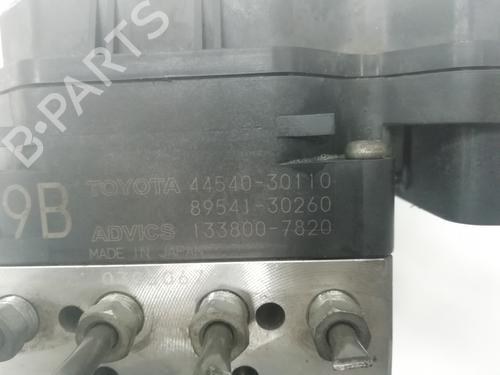 B-PARTS
9B
TOYOTA 44540-30110
89541-30260
ADVICS 133800-7820
MADE IN JAPAN